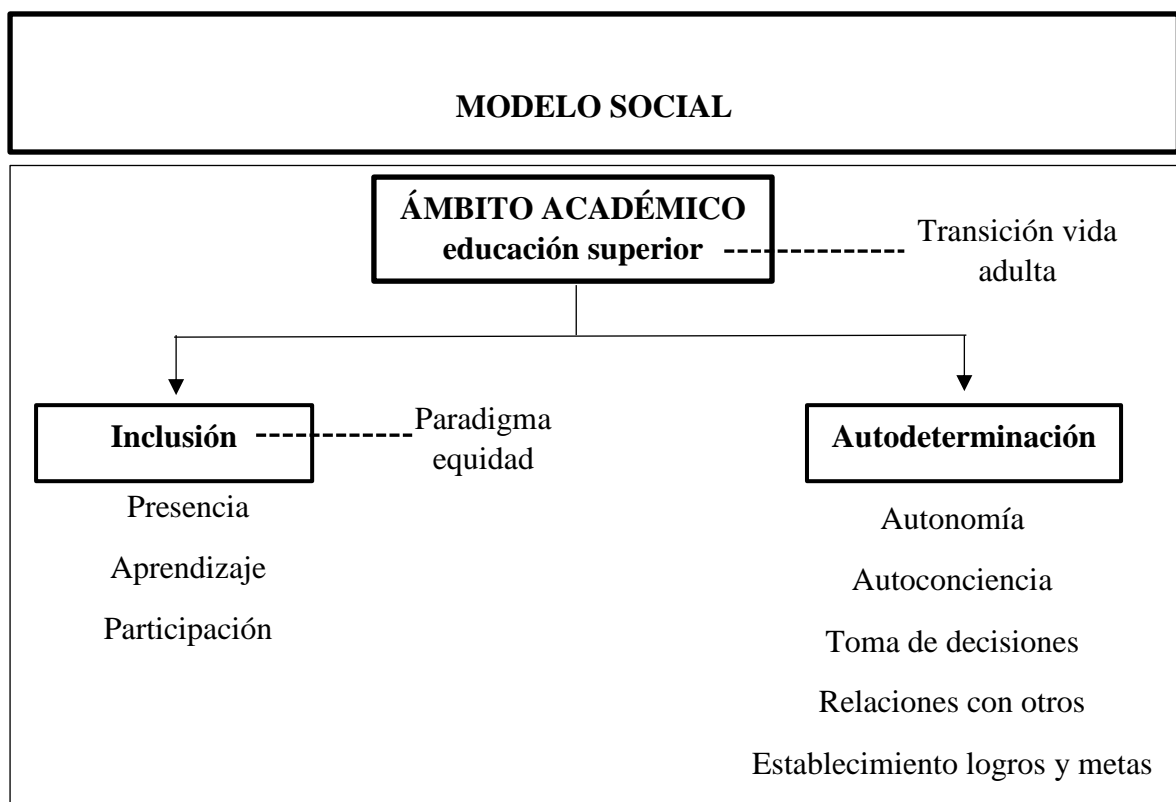 MODELO SOCIAL
ÁMBITO ACADÉMICO
educación superior
Transición vida
adulta
Inclusión
Paradigma
equidad
Presencia
Aprendizaje
Participación
Autodeterminación
Autonomía
Autoconciencia
Toma de decisiones
Relaciones con otros
Establecimiento logros y metas